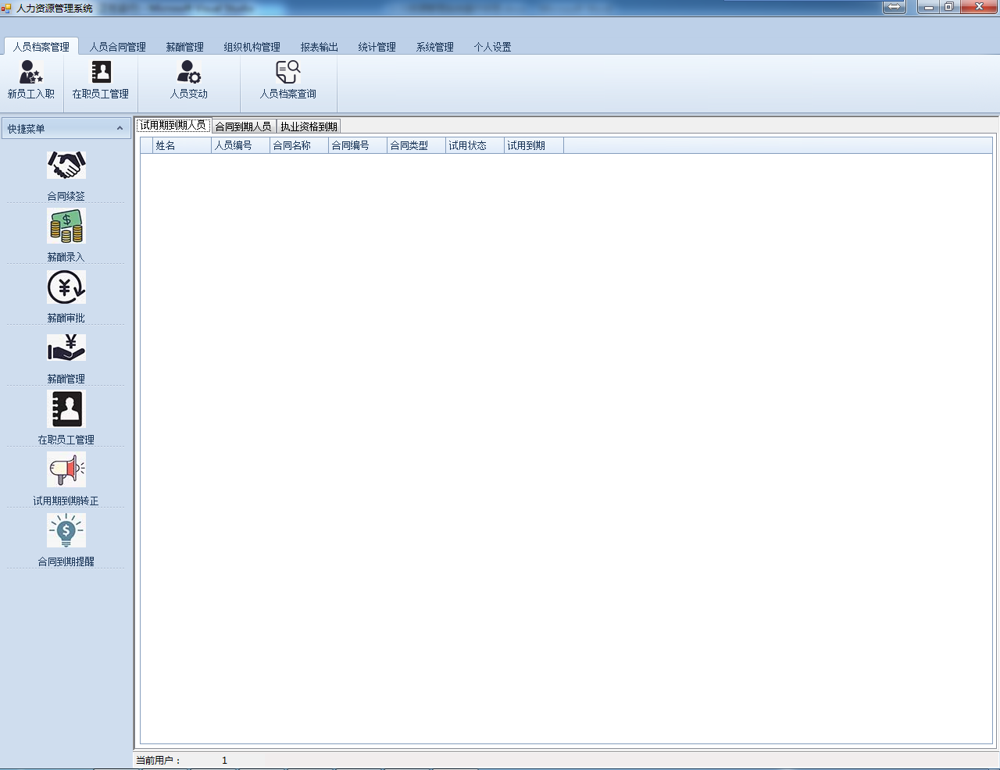 人力资源管理系统
人员档案管理 人员合同管理 薪酬管理 组织机构管理 报表输出 统计管理 系统管理 个人设置
新员工入职 在职员工管理 人员变动 人员档案查询
快捷菜单
合同续签
薪酬录入
薪酬审批
薪酬管理
在职员工管理
试用期到期转正
合同到期提醒
试用期到期人员 合同到期人员 执业资格到期
姓名 人员编号 合同名称 合同编号 合同类型 试用状态 试用到期
当前用户： 1